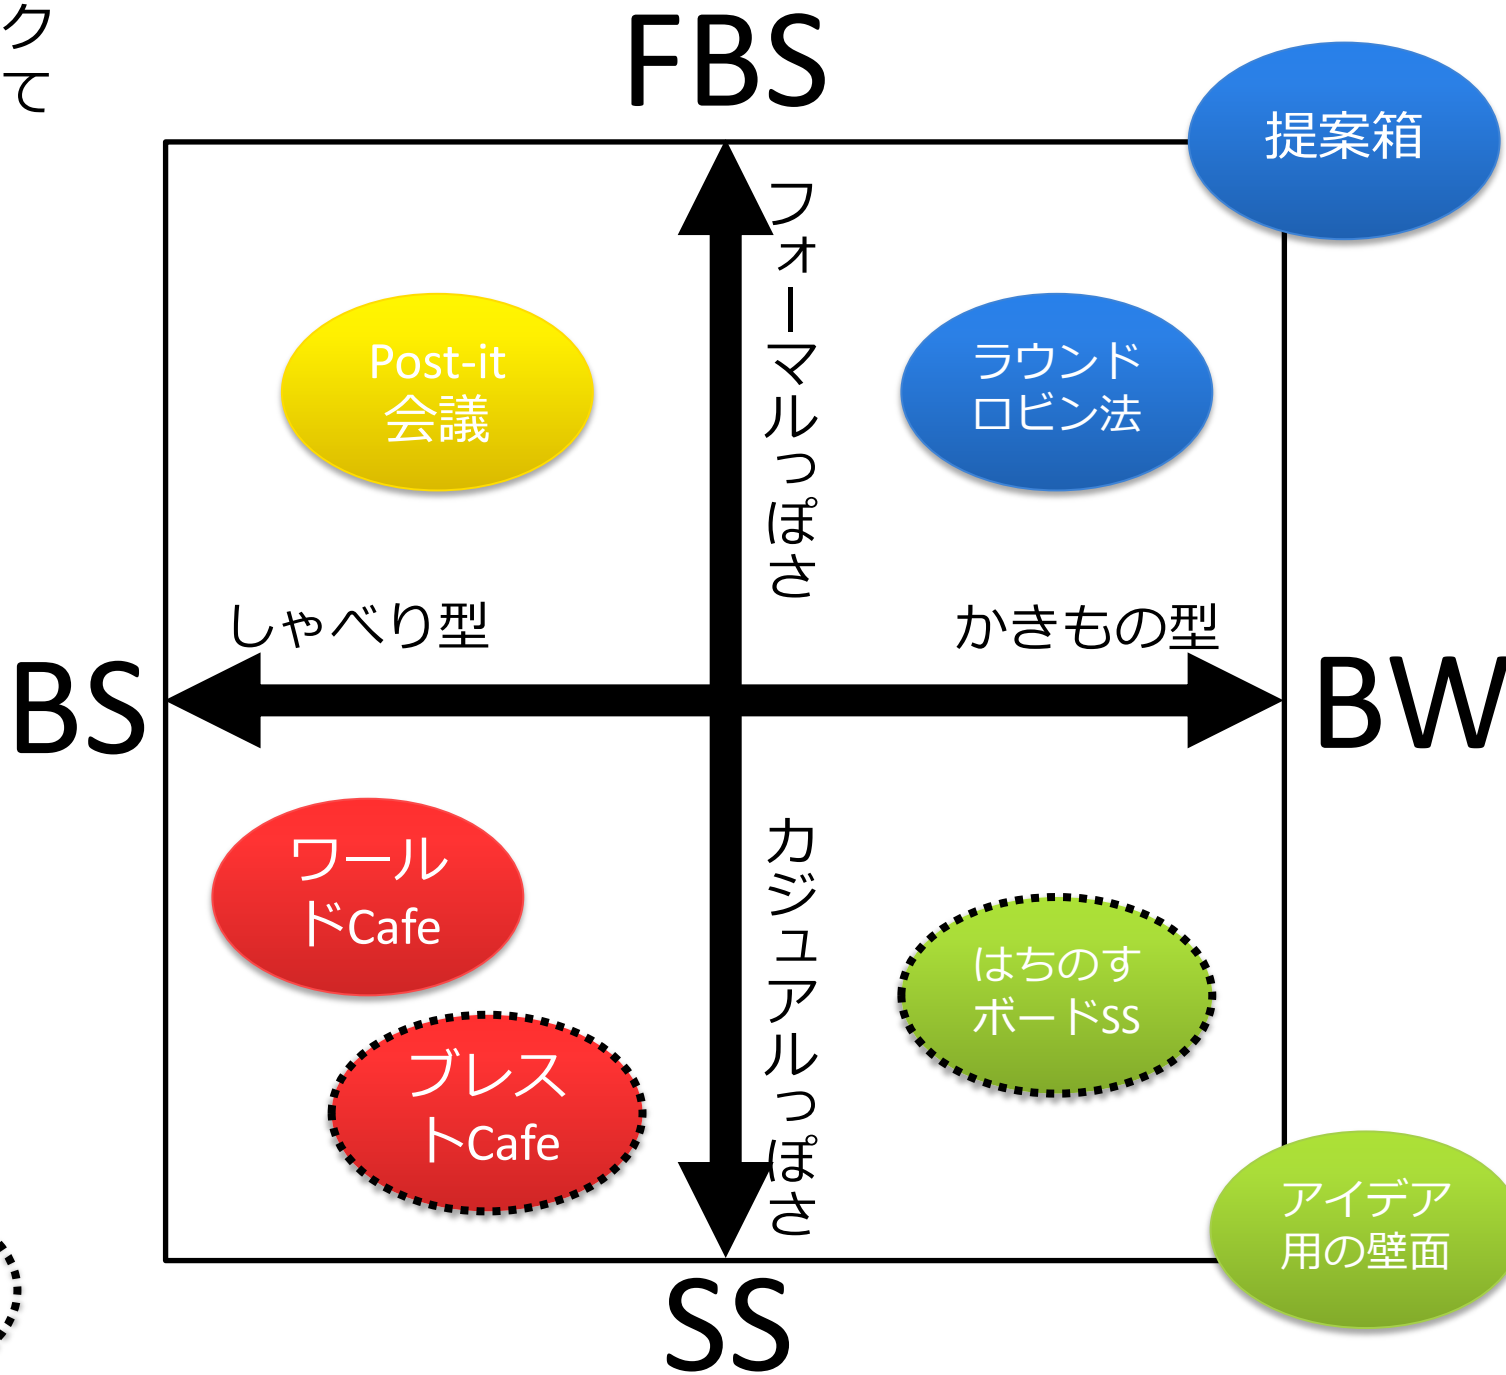 ク
て
FBS
提案箱
フォーマルっぽさ
Post-it
会議
ラウンド
ロビン法
しゃべり型
かきもの型
BS
BW
ワール
ドCafe
カジュアルっぽさ
はちのす
ボードSS
ブレス
トCafe
アイデア
用の壁面
SS